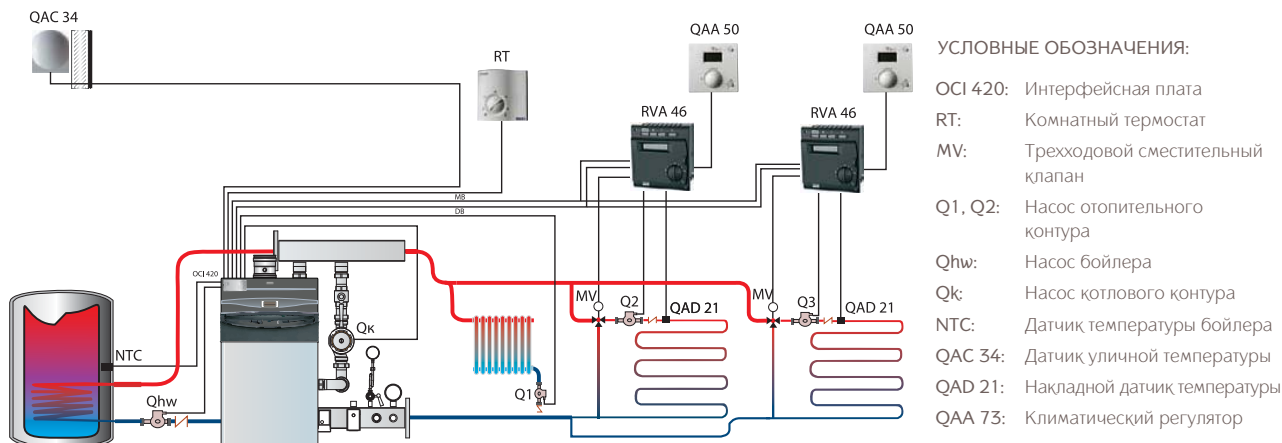 QAC 34
RT
QAA 50
QAA 50
RVA 46
RVA 46
MB
DB
OCI 420
NTC
Qhw
Qк
Q1
MV
Q2
QAD 21
MV
Q3
QAD 21
УСЛОВНЫЕ ОБОЗНАЧЕНИЯ:
OCI 420: Интерфейсная плата
RT: Комнатный термостат
MV: Трехходовой сместительный
клапан
Q1, Q2: Насос отопительного
контура
Qhw: Насос бойлера
Qk: Насос котлового контура
NTC: Датчик температуры бойлера
QAC 34: Датчик уличной температуры
QAD 21: Накладной датчик температуры
QAA 73: Климатический регулятор